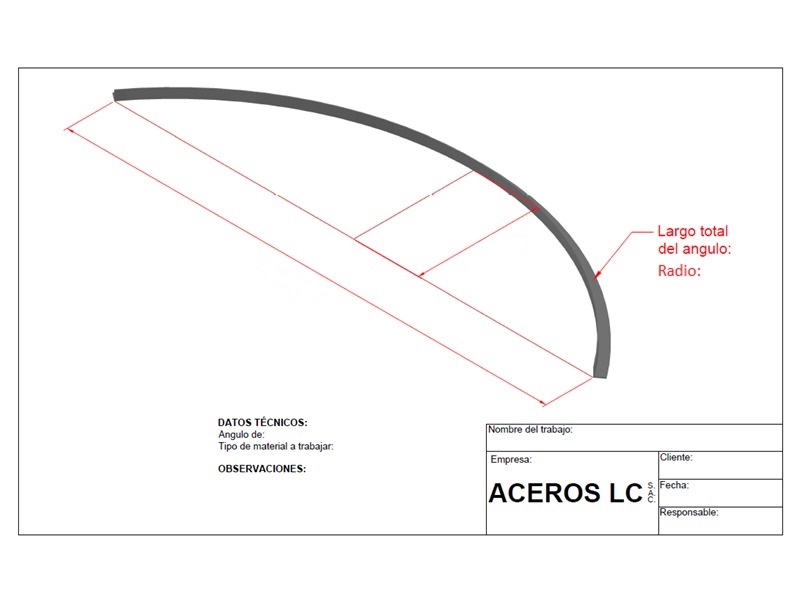 Largo total
del angulo:
Radio:
DATOS TÉCNICOS:
Angulo de:
Tipo de material a trabajar:
OBSERVACIONES:
Nombre del trabajo:
Empresa:
ACEROS LC S.A.C.
Cliente:
Fecha:
Responsable: